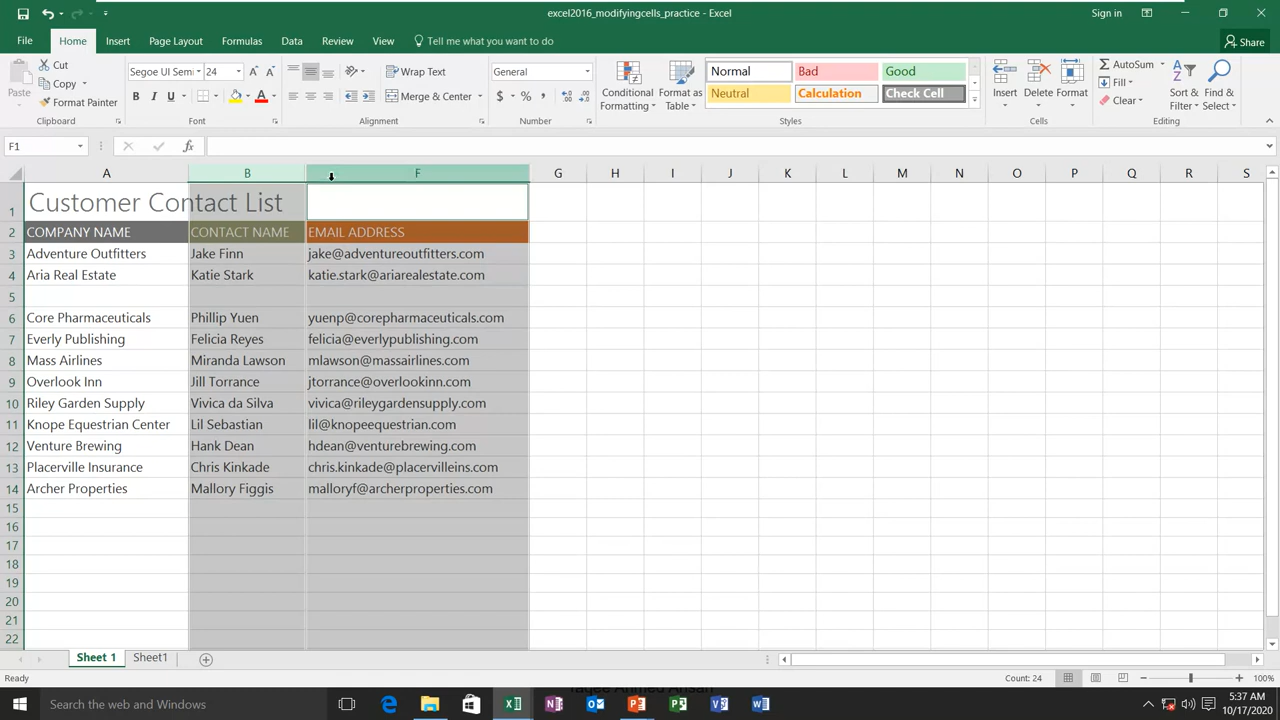 excel2016_modifyingcells_practice - Excel
Sign in
File Home Insert Page Layout Formulas Data Review View Tell me what you want to do Share
Cut
Copy
Format Painter
Paste
Clipboard
Segoe UI Semi 24
B I U
Font
Wrap Text
Merge & Center
Alignment
General
$ % ,
Number
Conditional Formatting
Format as Table
Normal Bad Good
Neutral Calculation Check Cell
Styles
Insert Delete Format
Cells
AutoSum
Fill
Clear
Sort & Filter
Find & Select
Editing
F1 fx
A B F G H I J K L M N O P Q R S
1 Customer Contact List
2 COMPANY NAME CONTACT NAME EMAIL ADDRESS
3 Adventure Outfitters Jake Finn jake@adventureoutfitters.com
4 Aria Real Estate Katie Stark katie.stark@ariarealestate.com
5
6 Core Pharmaceuticals Phillip Yuen yuenp@corepharmaceuticals.com
7 Everly Publishing Felicia Reyes felicia@everlypublishing.com
8 Mass Airlines Miranda Lawson mlawson@massairlines.com
9 Overlook Inn Jill Torrance jtorrance@overlookinn.com
10 Riley Garden Supply Vivica da Silva vivica@rileygardensupply.com
11 Knope Equestrian Center Lil Sebastian lil@knopeequestrian.com
12 Venture Brewing Hank Dean hdean@venturebrewing.com
13 Placerville Insurance Chris Kinkade chris.kinkade@placervilleins.com
14 Archer Properties Mallory Figgis malloryf@archerproperties.com
15
16
17
18
19
20
21
22
Sheet 1 Sheet1
Ready Count: 24 100%
Search the web and Windows
5:37 AM
10/17/2020